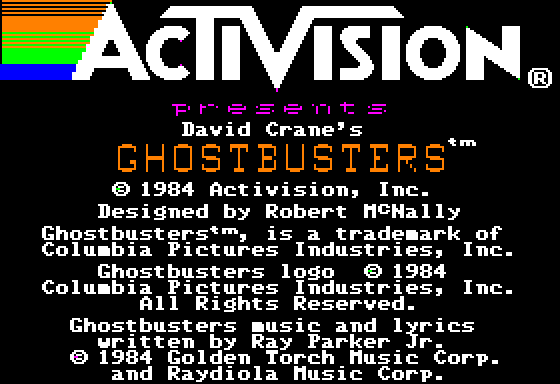 ACTIVISION®
presents
David Crane's
GHOSTBUSTERS™
© 1984 Activision, Inc.
Designed by Robert McNally
Ghostbusters™, is a trademark of
Columbia Pictures Industries, Inc.
Ghostbusters logo © 1984
Columbia Pictures Industries, Inc.
All Rights Reserved.
Ghostbusters music and lyrics
written by Ray Parker Jr.
© 1984 Golden Torch Music Corp.
and Raydiola Music Corp.